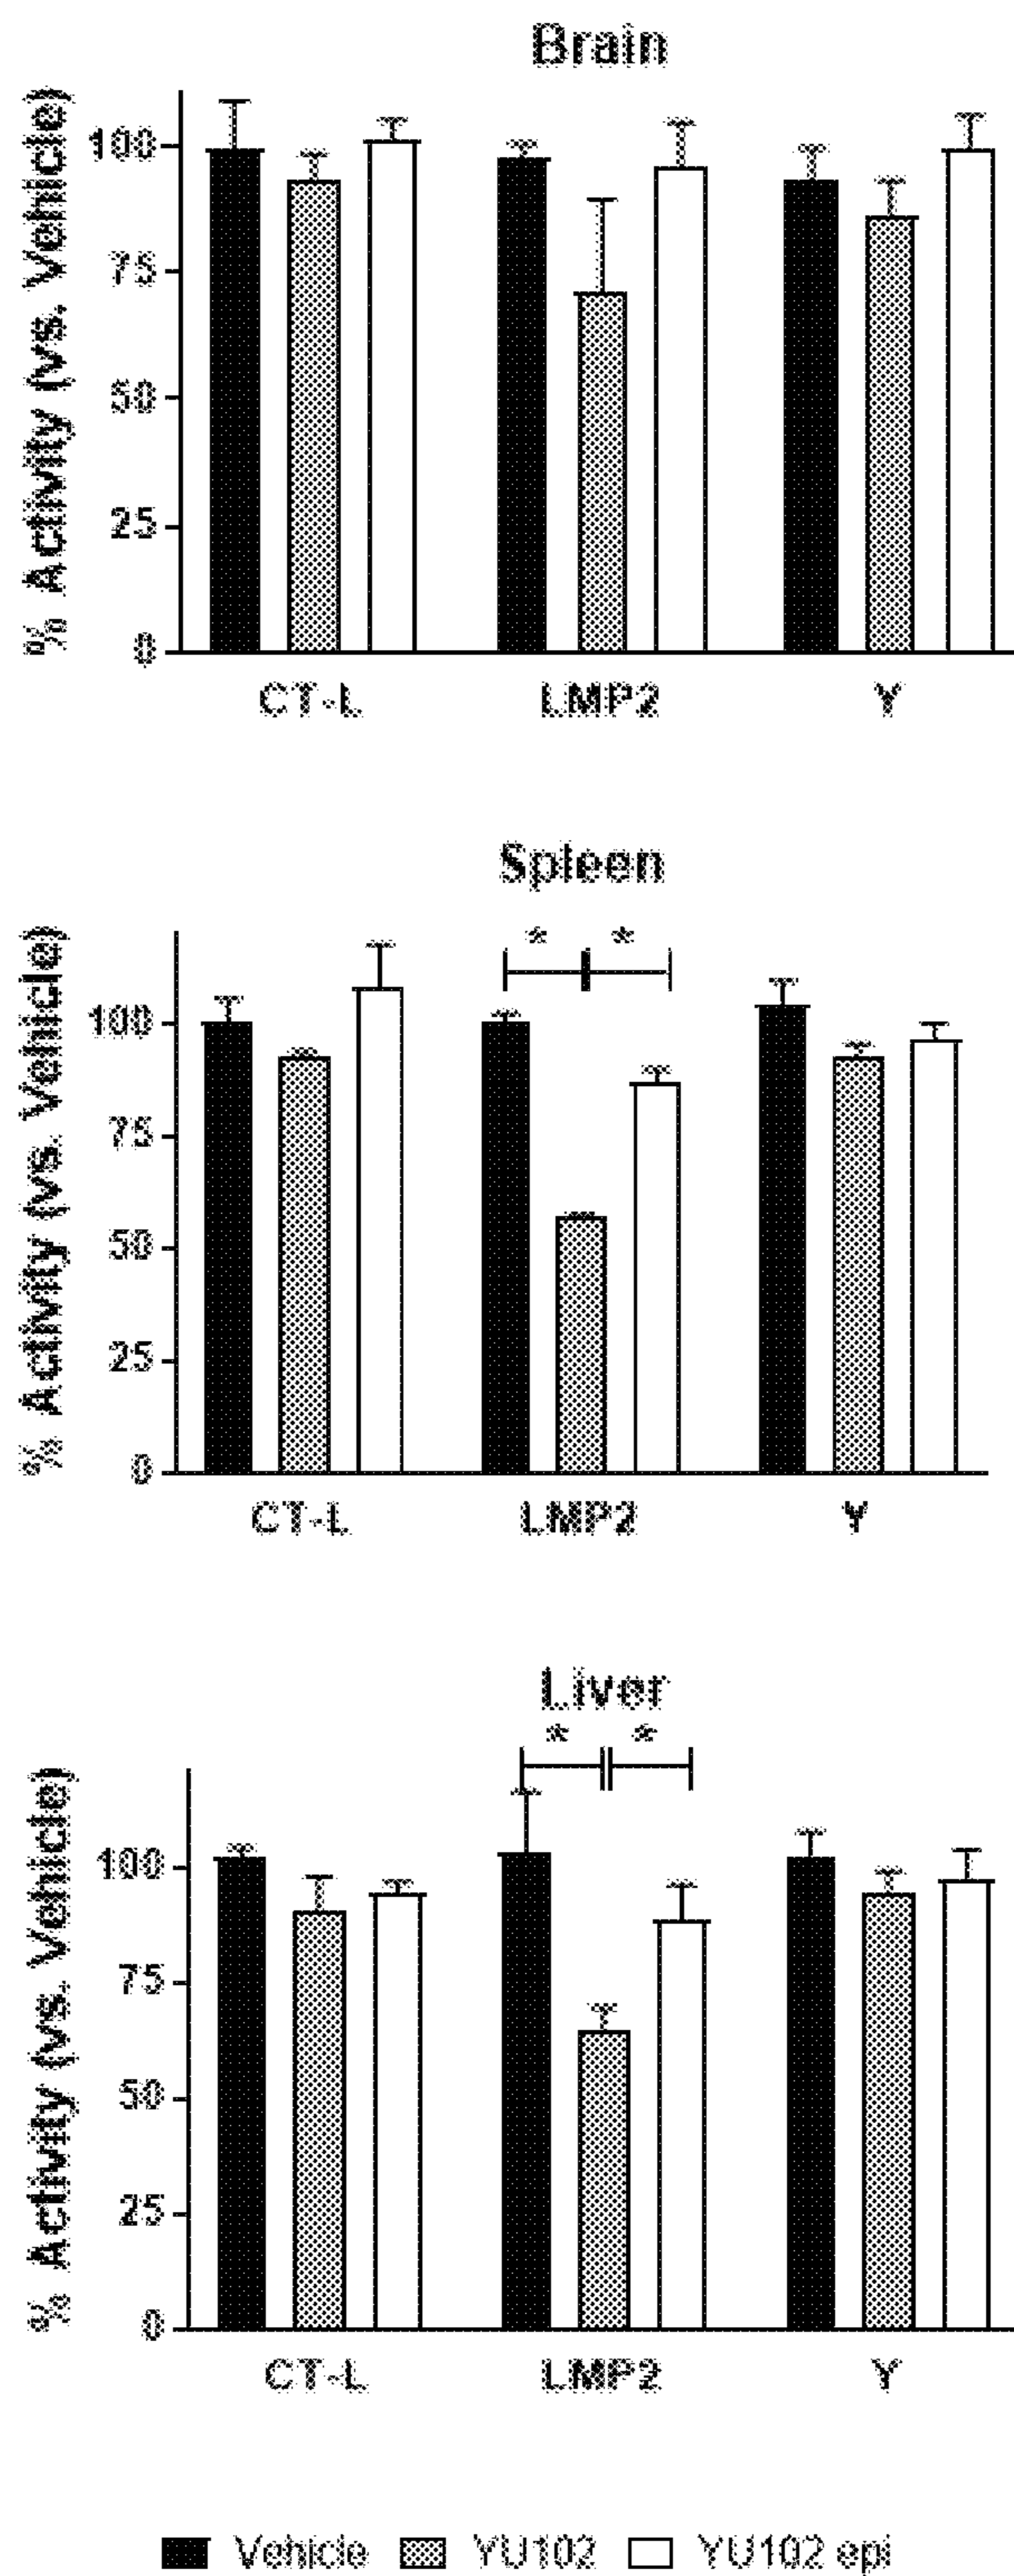 Brain
% Activity (vs. Vehicle)
100
75
50
25
0
CT-L LMP2 Y
Spleen
* *
% Activity (vs. Vehicle)
100
75
50
25
0
CT-L LMP2 Y
Liver
* *
% Activity (vs. Vehicle)
100
75
50
25
0
CT-L LMP2 Y
Vehicle YU102 YU102 epi